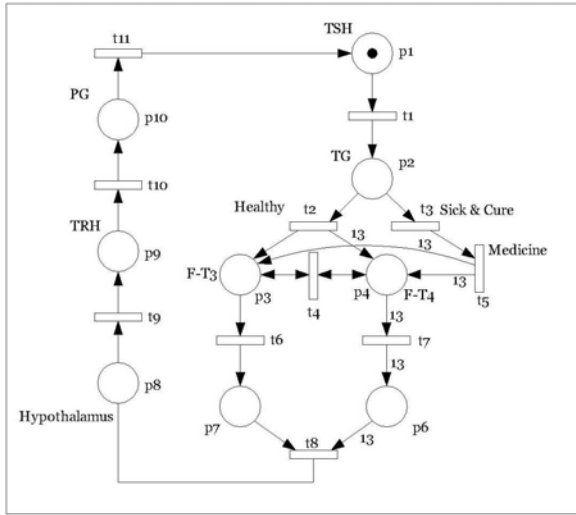 TSH
t11
p1
PG
p10
t1
TG
p2
t10
Healthy
t2
t3
Sick & Cure
13
13
Medicine
TRH
p9
F-T3
p3
t4
p4
F-T4
13
t5
t9
13
t6
t7
13
p8
Hypothalamus
p7
t8
13
p6